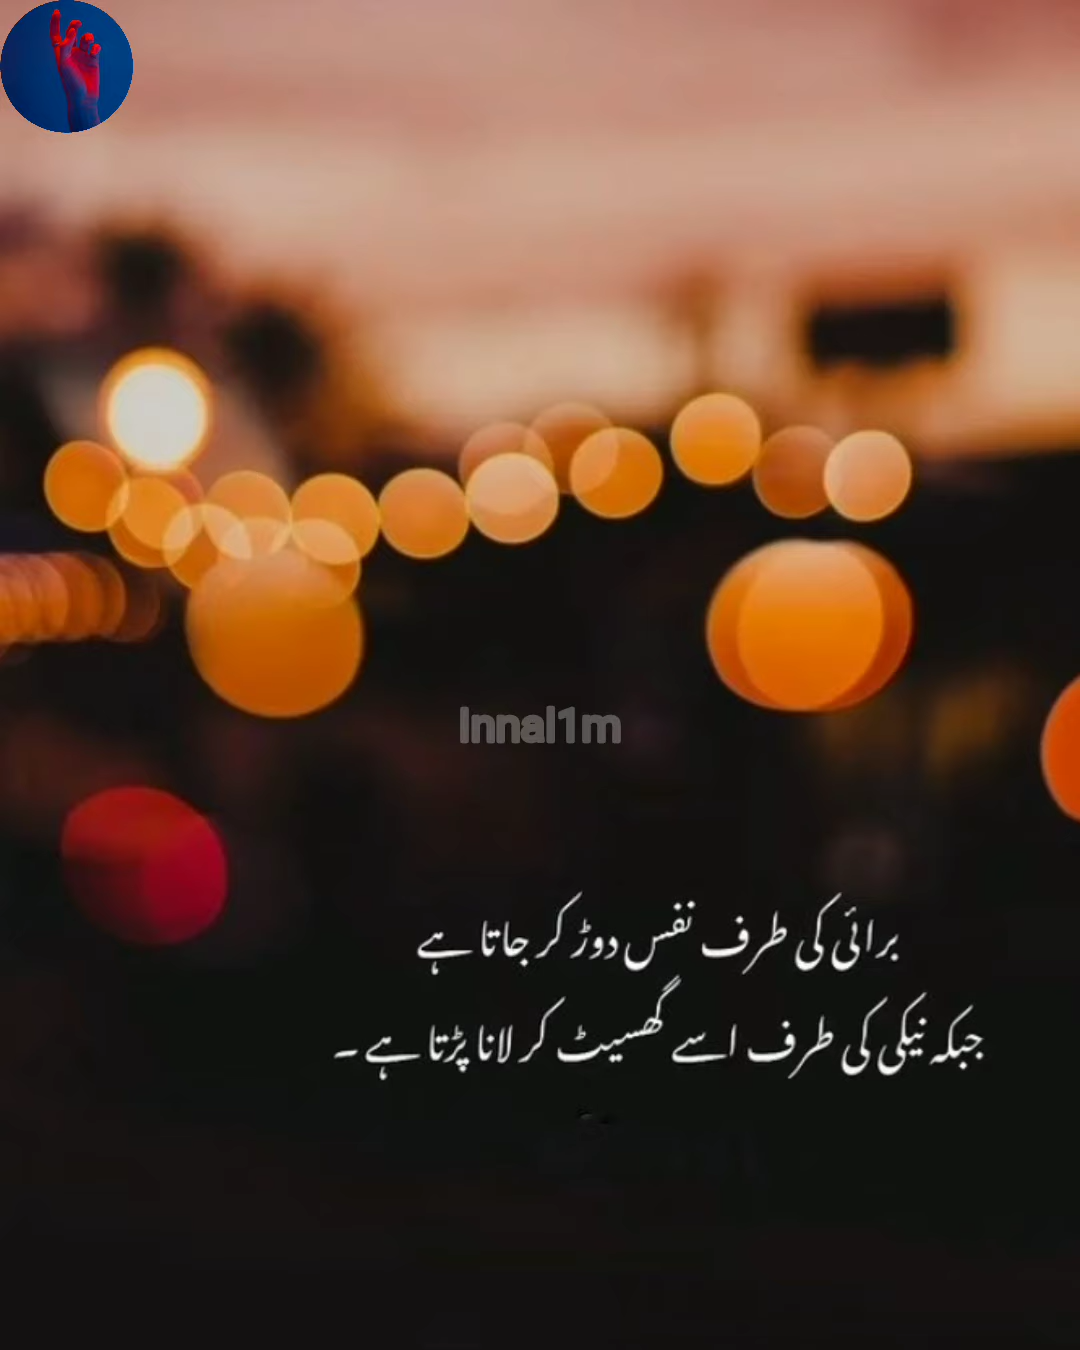 Innal1m
برائی کی طرف نفس دوڑ کر جاتا ہے
جبکہ نیکی کی طرف اسے گھسیٹ کر لانا پڑتا ہے ۔